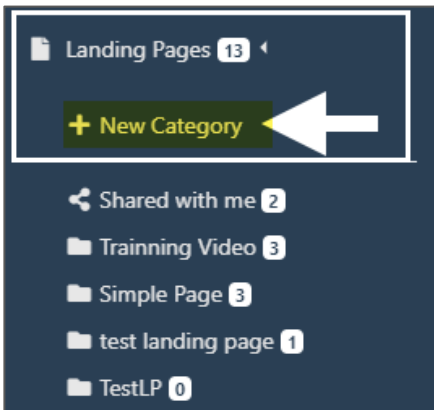 Landing Pages 13
+ New Category
Shared with me 2
Trainning Video 3
Simple Page 3
test landing page 1
TestLP 0